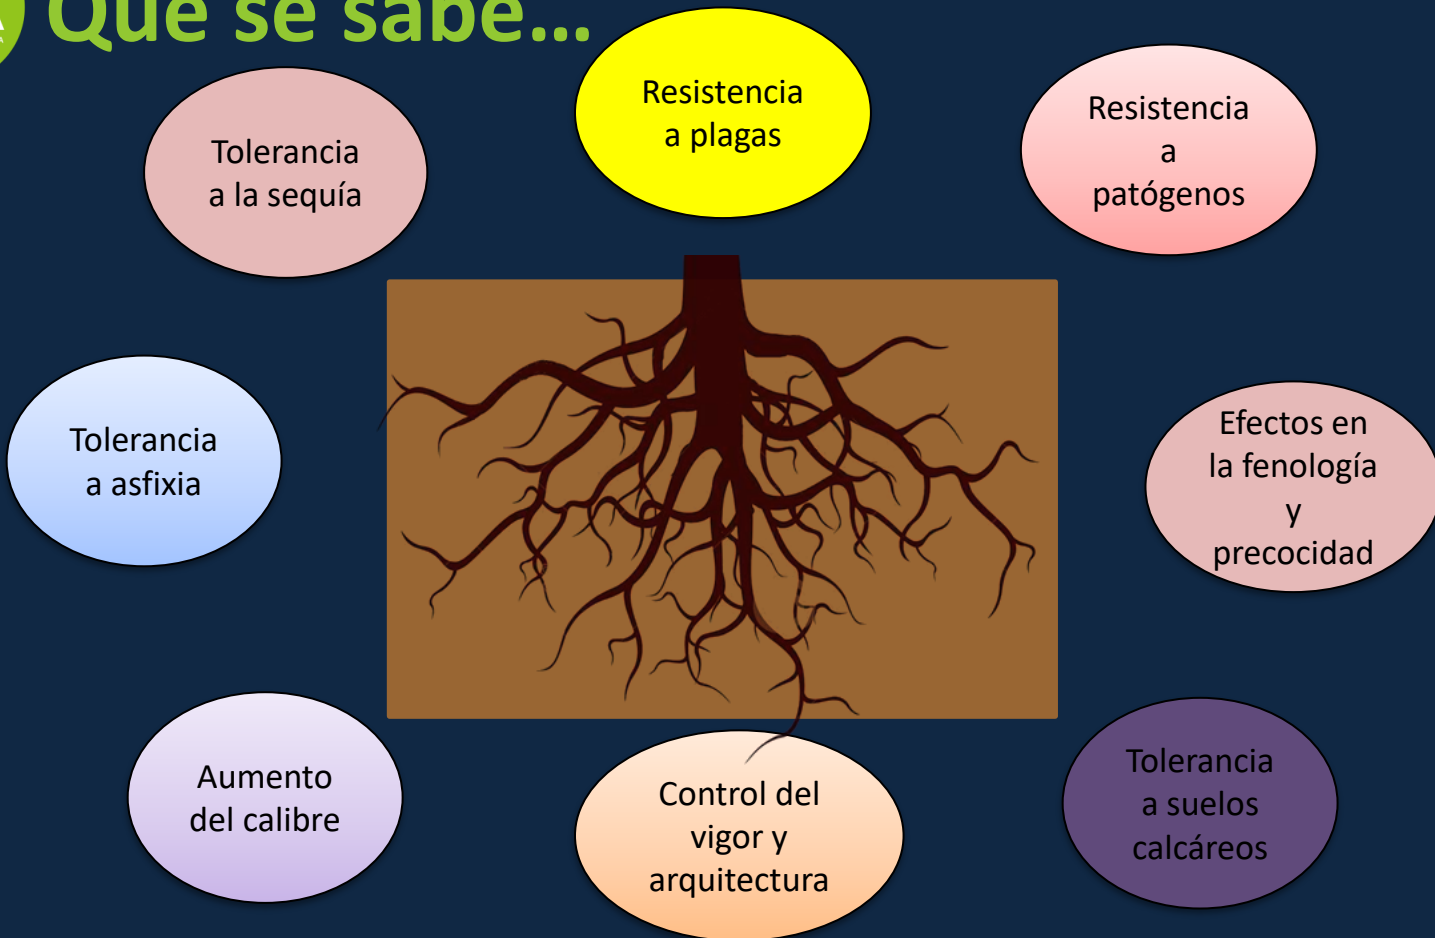 Que se sabe...
Resistencia
a plagas
Resistencia
a
patógenos
Tolerancia
a la sequía
Tolerancia
a asfixia
Efectos en
la fenología
y
precocidad
Aumento
del calibre
Control del
vigor y
arquitectura
Tolerancia
a suelos
calcáreos